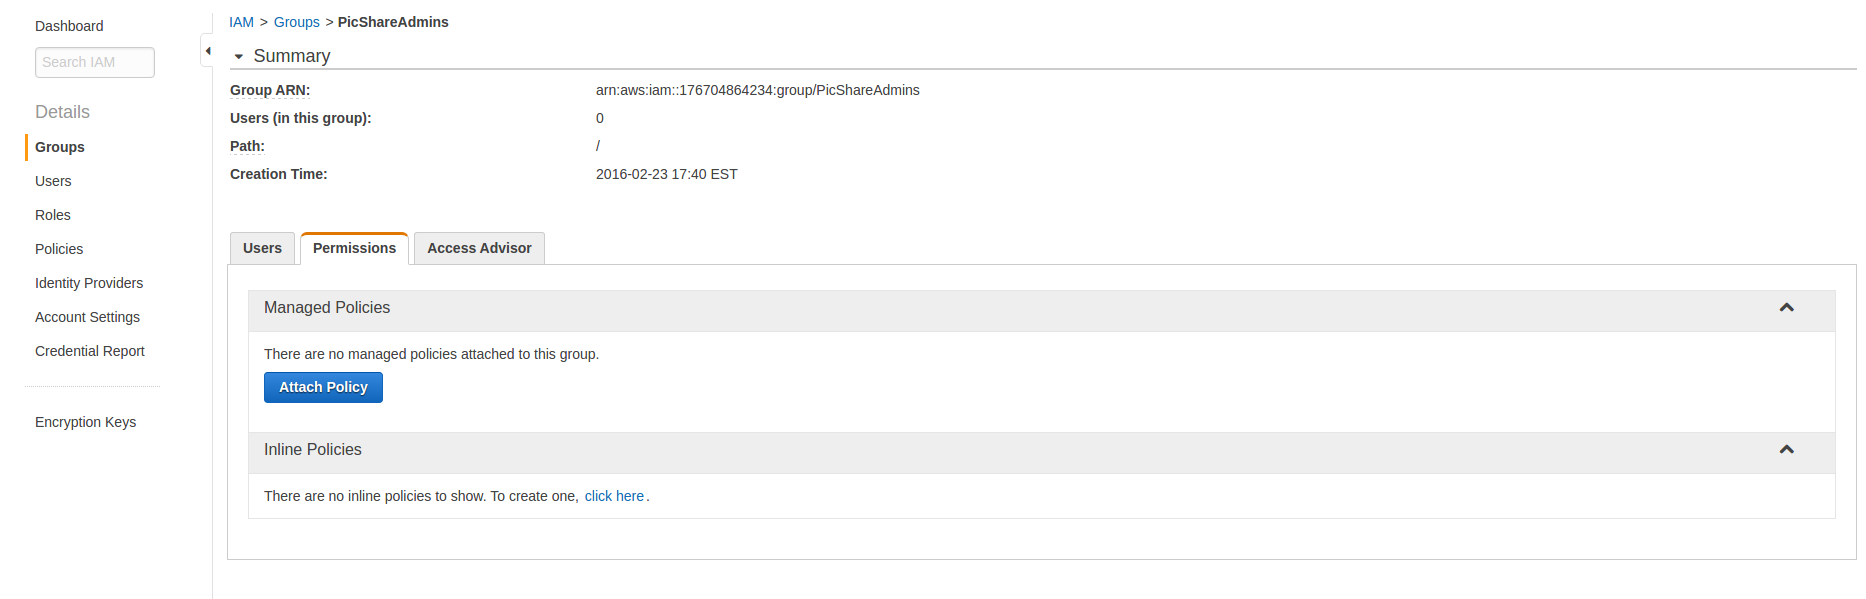 Dashboard
Search IAM
Details
Groups
Users
Roles
Policies
Identity Providers
Account Settings
Credential Report
Encryption Keys
IAM > Groups > PicShareAdmins
Summary
Group ARN: arn:aws:iam::176704864234:group/PicShareAdmins
Users (in this group): 0
Path: /
Creation Time: 2016-02-23 17:40 EST
Users Permissions Access Advisor
Managed Policies
There are no managed policies attached to this group.
Attach Policy
Inline Policies
There are no inline policies to show. To create one, click here.